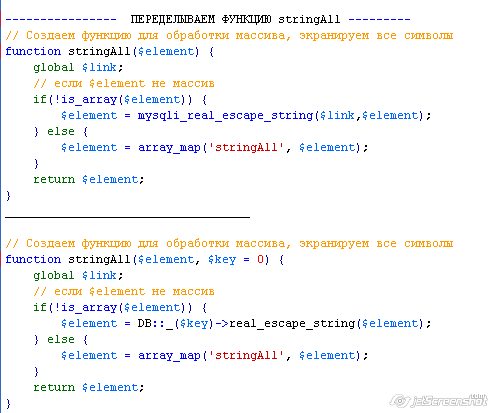 ---------------- ПЕРЕДЕЛЫВАЕМ ФУНКЦИЮ stringAll ---------
// Создаем функцию для обработки массива, экранируем все символы
function stringAll($element) {
    global $link;
    // если $element не массив
    if(!is_array($element)) {
        $element = mysqli_real_escape_string($link,$element);
    } else {
        $element = array_map('stringAll', $element);
    }
    return $element;
}
___________________________________
// Создаем функцию для обработки массива, экранируем все символы
function stringAll($element, $key = 0) {
    global $link;
    // если $element не массив
    if(!is_array($element)) {
        $element = DB::_($key)->real_escape_string($element);
    } else {
        $element = array_map('stringAll', $element);
    }
    return $element;
}
jetScreenshot